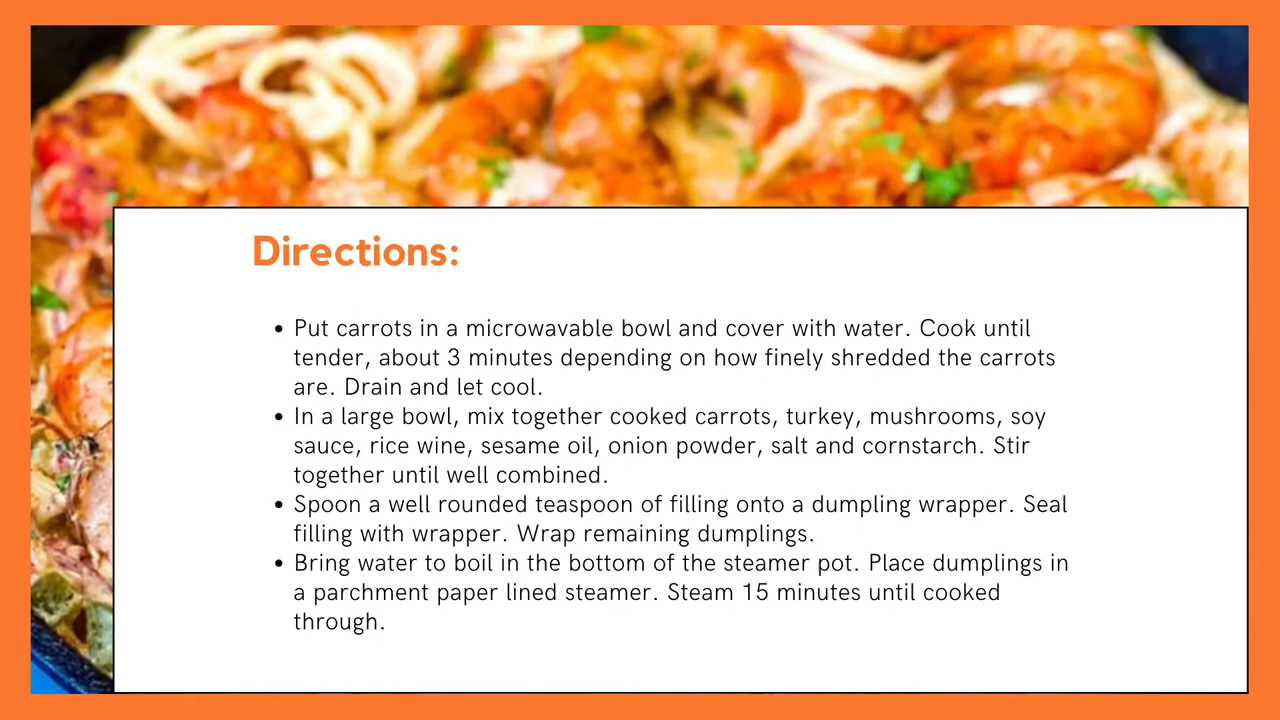 Directions:
• Put carrots in a microwavable bowl and cover with water. Cook until
tender, about 3 minutes depending on how finely shredded the carrots
are. Drain and let cool.
• In a large bowl, mix together cooked carrots, turkey, mushrooms, soy
sauce, rice wine, sesame oil, onion powder, salt and cornstarch. Stir
together until well combined.
• Spoon a well rounded teaspoon of filling onto a dumpling wrapper. Seal
filling with wrapper. Wrap remaining dumplings.
• Bring water to boil in the bottom of the steamer pot. Place dumplings in
a parchment paper lined steamer. Steam 15 minutes until cooked
through.